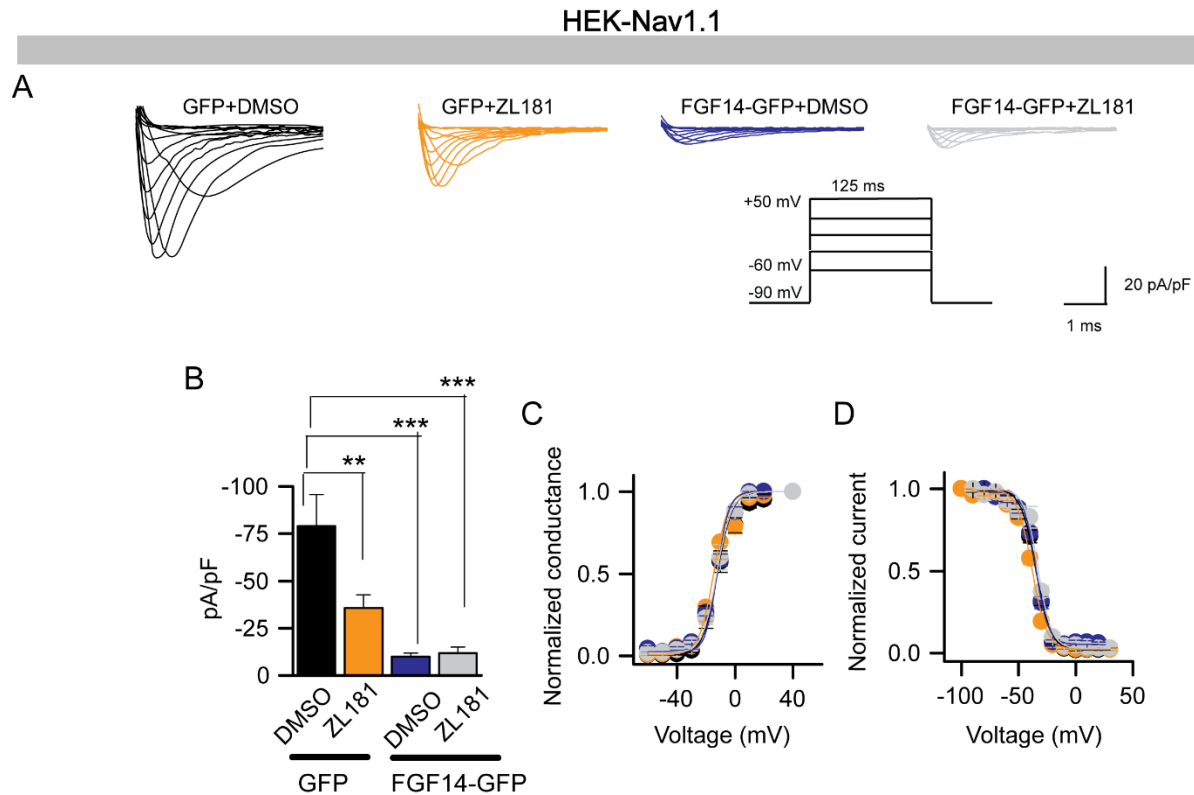 HEK-Nav1.1
A
GFP+DMSO
GFP+ZL181
FGF14-GFP+DMSO
FGF14-GFP+ZL181
125 ms
+50 mV
-60 mV
-90 mV
20 pA/pF
1 ms
B
***
***
**
-100
-75
-50
-25
0
pA/pF
DMSO
ZL181
DMSO
ZL181
GFP
FGF14-GFP
C
1.0
0.5
0.0
Normalized conductance
-40
0
40
Voltage (mV)
D
1.0
0.5
0.0
Normalized current
-100
-50
0
50
Voltage (mV)